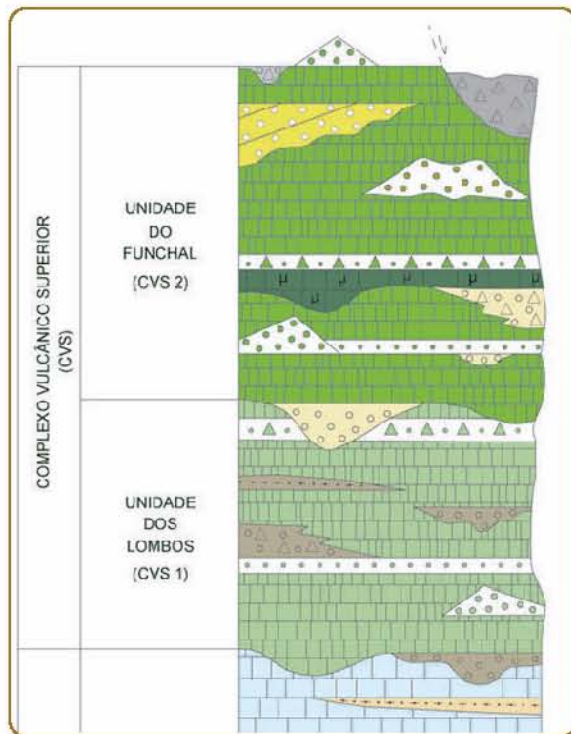 COMPLEXO VULCÂNICO SUPERIOR
(CVS)
UNIDADE
DO
FUNCHAL
(CVS 2)
UNIDADE
DOS
LOMBOS
(CVS 1)
µ
µ
µ
µ
µ